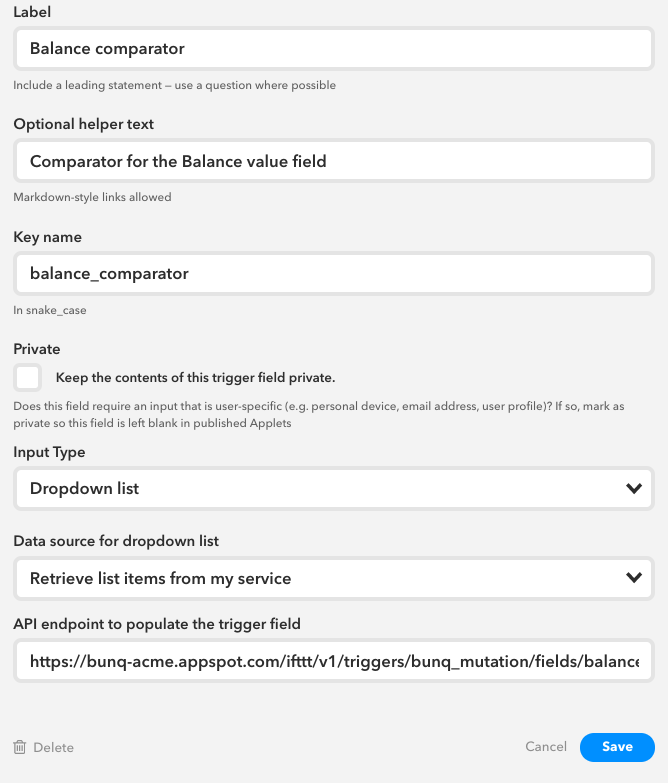 Label
Balance comparator
Include a leading statement — use a question where possible
Optional helper text
Comparator for the Balance value field
Markdown-style links allowed
Key name
balance_comparator
In snake_case
Private
Keep the contents of this trigger field private.
Does this field require an input that is user-specific (e.g. personal device, email address, user profile)? If so, mark as
private so this field is left blank in published Applets
Input Type
Dropdown list
Data source for dropdown list
Retrieve list items from my service
API endpoint to populate the trigger field
https://bunq-acme.appspot.com/ifttt/v1/triggers/bunq_mutation/fields/balance
Delete
Cancel
Save